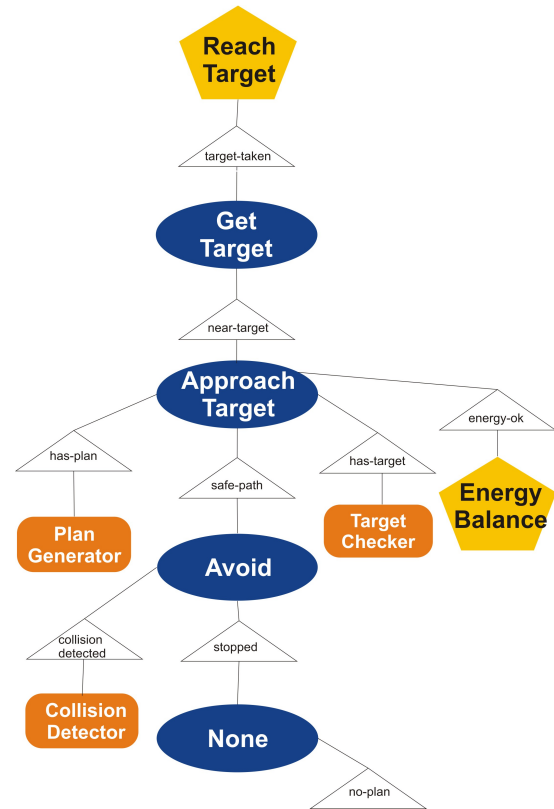 Reach
Target
target-taken
Get
Target
near-target
Approach
Target
energy-ok
has-plan
has-target
safe-path
Energy
Balance
Plan
Generator
Target
Checker
Avoid
collision
detected
stopped
Collision
Detector
None
no-plan